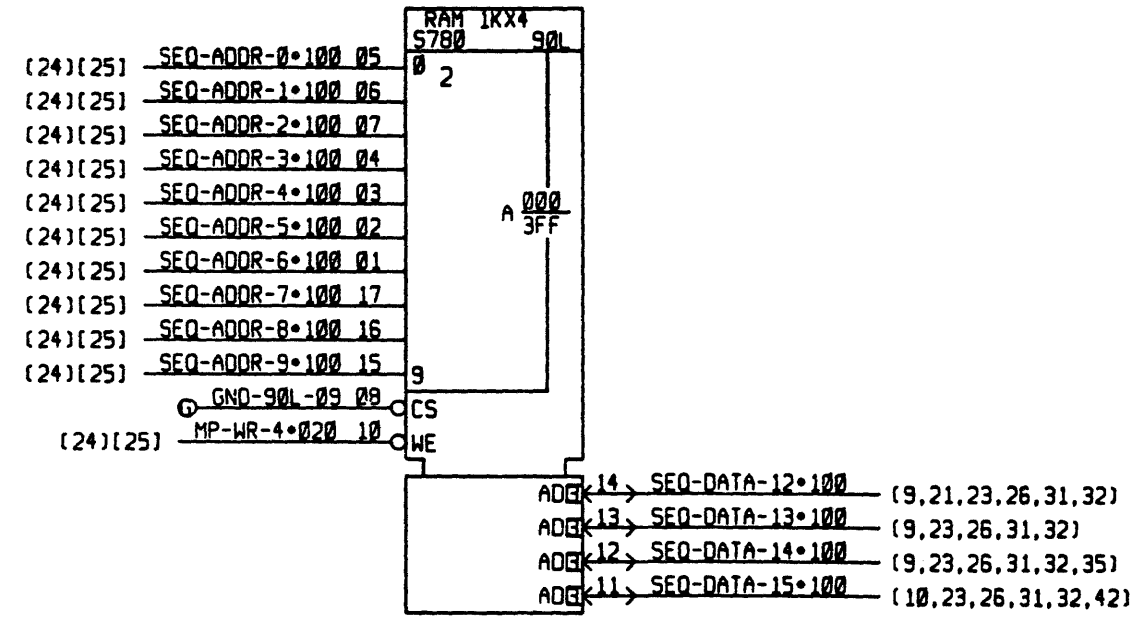 RAM 1KX4
S780 90L
(24)[25] SEQ-ADDR-0•100 05 0
2
(24)[25] SEQ-ADDR-1•100 06
(24)[25] SEQ-ADDR-2•100 07
(24)[25] SEQ-ADDR-3•100 04
(24)[25] SEQ-ADDR-4•100 03
A 000
3FF
(24)[25] SEQ-ADDR-5•100 02
(24)[25] SEQ-ADDR-6•100 01
(24)[25] SEQ-ADDR-7•100 17
(24)[25] SEQ-ADDR-8•100 16
(24)[25] SEQ-ADDR-9•100 15 9
G GND-90L-09 08 CS
(24)[25] MP-WR-4•020 10 WE
AD 14 SEQ-DATA-12•100 (9,21,23,26,31,32)
AD 13 SEQ-DATA-13•100 (9,23,26,31,32)
AD 12 SEQ-DATA-14•100 (9,23,26,31,32,35)
AD 11 SEQ-DATA-15•100 (10,23,26,31,32,42)